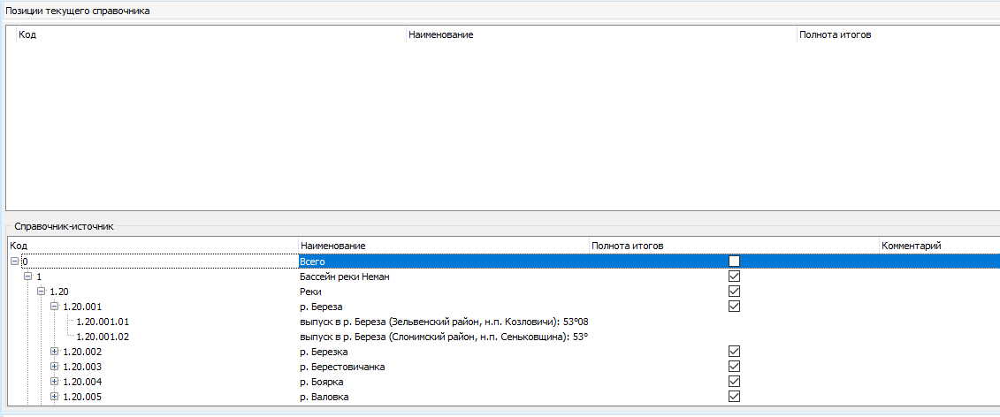 Позиции текущего справочника
Код Наименование Полнота итогов
Справочник-источник
Код Наименование Полнота итогов Комментарий
0 Всего
1 Бассейн реки Неман
1.20 Реки
1.20.001 р. Береза
1.20.001.01 выпуск в р. Береза (Зельвенский район, н.п. Козловичи): 53°08
1.20.001.02 выпуск в р. Береза (Слонимский район, н.п. Сеньковщина): 53°
1.20.002 р. Березка
1.20.003 р. Берестовичанка
1.20.004 р. Боярка
1.20.005 р. Валовка